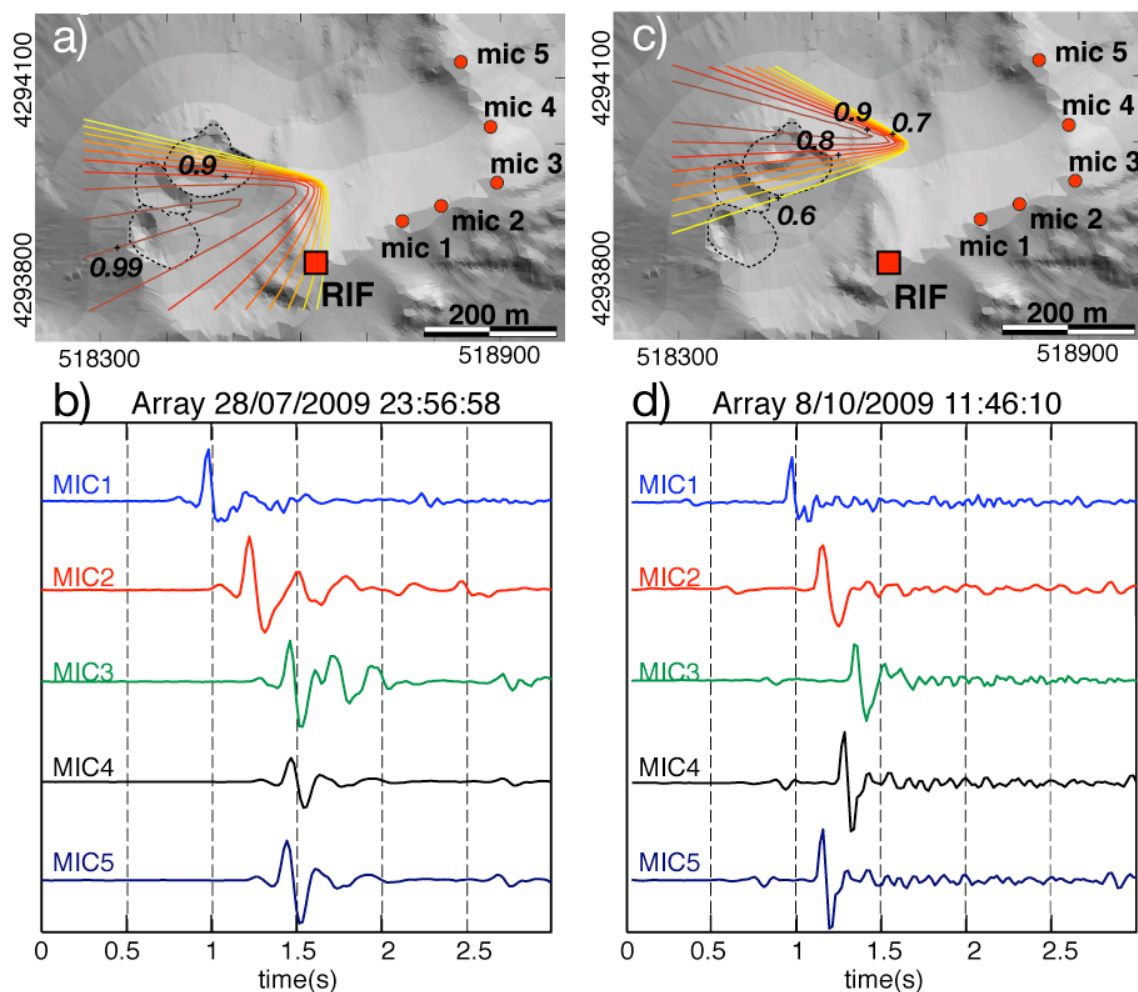 a)
4294100
4293800
mic 5
mic 4
mic 3
mic 2
mic 1
0.9
0.99
RIF
200 m
518300
518900
c)
4294100
4293800
mic 5
mic 4
mic 3
mic 2
mic 1
0.9
0.7
0.8
0.6
RIF
200 m
518300
518900
b) Array 28/07/2009 23:56:58
MIC1
MIC2
MIC3
MIC4
MIC5
0 1 1.5 2 2.5
time(s)
d) Array 8/10/2009 11:46:10
MIC1
MIC2
MIC3
MIC4
MIC5
0 0.5 1 1.5 2 2.5
time(s)